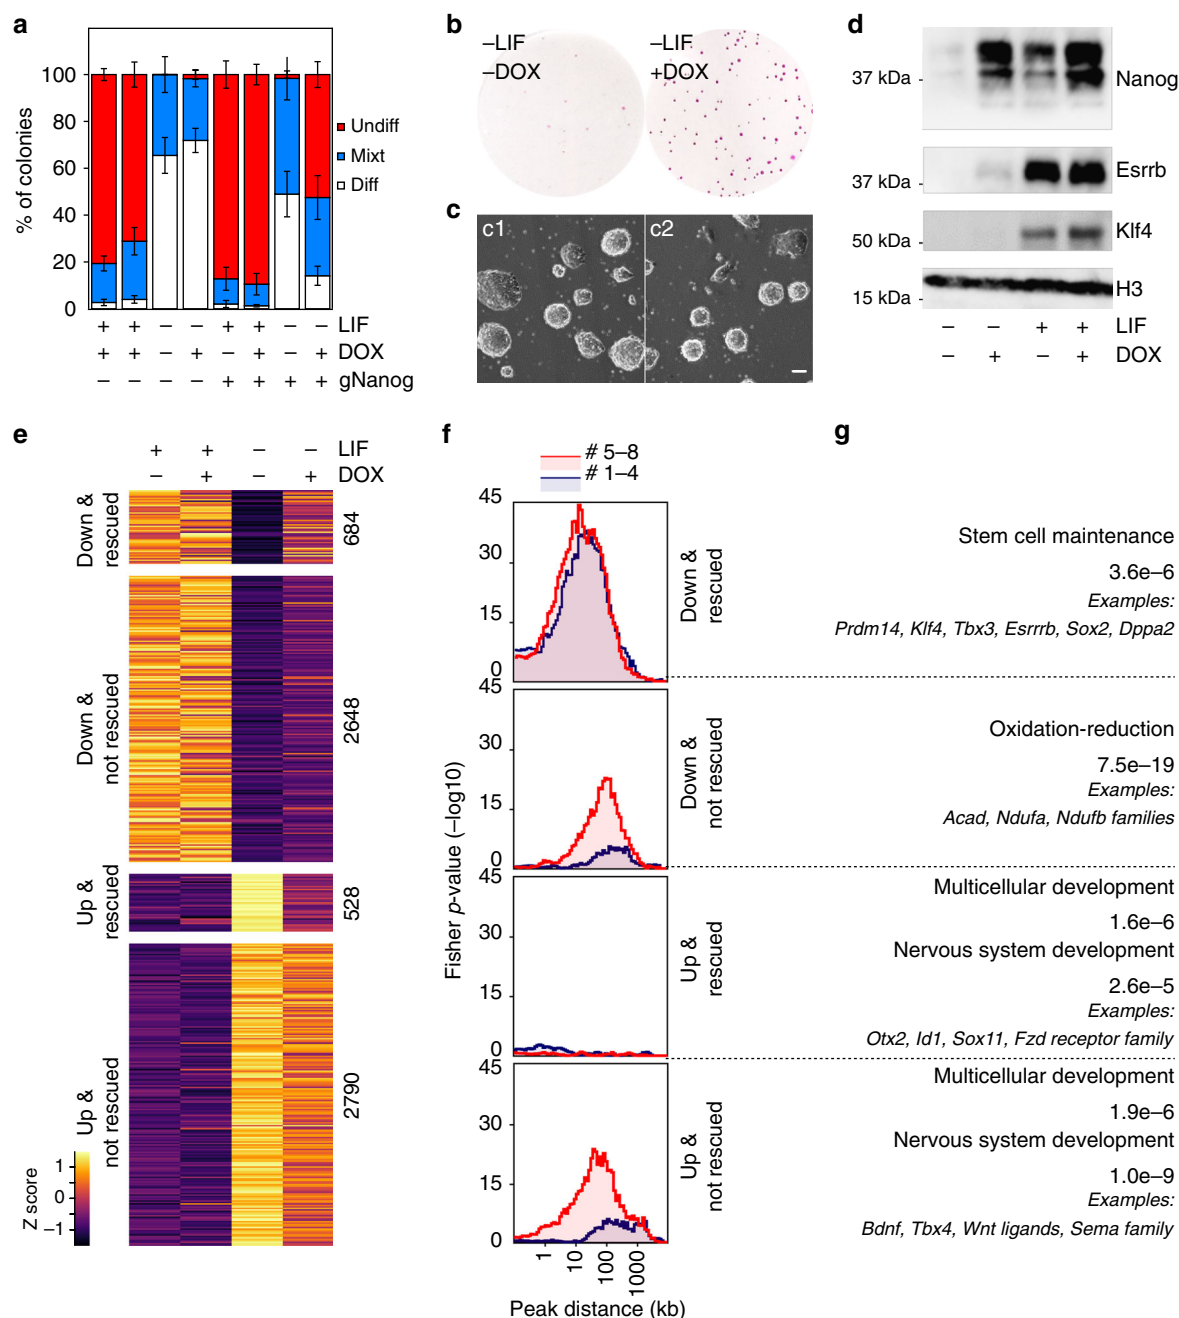 a
100
80
60
40
20
0
% of colonies
Undiff
Mixt
Diff
+ + – – + + – – LIF
+ + – + – + – + DOX
– – – – + + + + gNanog
b
–LIF
–DOX
–LIF
+DOX
c
c1
c2
d
37 kDa
Nanog
37 kDa
Esrrb
50 kDa
Klf4
15 kDa
H3
– – + + LIF
– + – + DOX
e
+ + – – LIF
– + – + DOX
Down &
rescued
684
Down &
not rescued
2648
Up &
rescued
528
Up &
not rescued
2790
Z score
1
0
–1
f
# 5–8
# 1–4
45
30
15
0
Down &
rescued
45
30
15
0
Down &
not rescued
45
30
15
0
Up &
rescued
45
30
15
0
Up &
not rescued
Fisher p-value (–log10)
1 10 100 1000
Peak distance (kb)
g
Stem cell maintenance
3.6e–6
Examples:
Prdm14, Klf4, Tbx3, Esrrrb, Sox2, Dppa2
Oxidation-reduction
7.5e–19
Examples:
Acad, Ndufa, Ndufb families
Multicellular development
1.6e–6
Nervous system development
2.6e–5
Examples:
Otx2, Id1, Sox11, Fzd receptor family
Multicellular development
1.9e–6
Nervous system development
1.0e–9
Examples:
Bdnf, Tbx4, Wnt ligands, Sema family